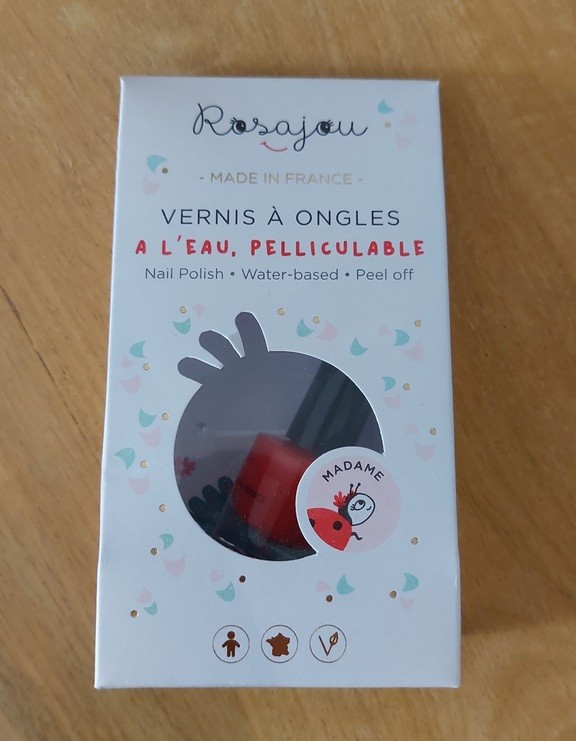 Rosajou
- MADE IN FRANCE -
VERNIS À ONGLES
A L'EAU, PELLICULABLE
Nail Polish • Water-based • Peel off
MADAME